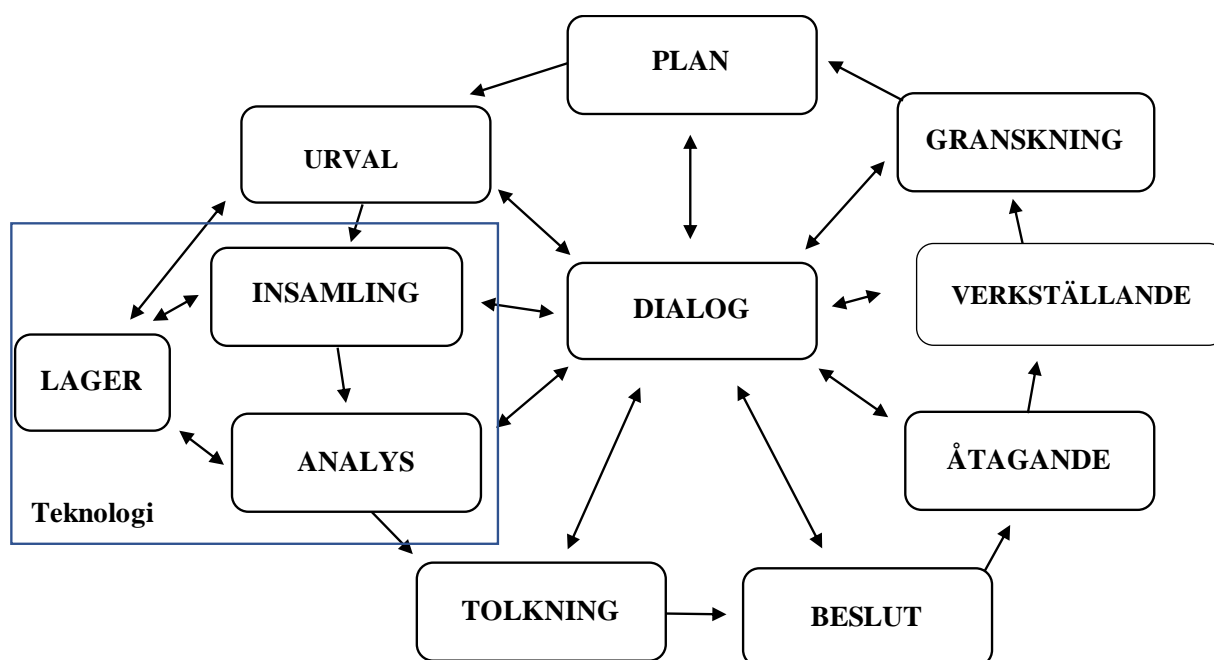 PLAN
GRANSKNING
URVAL
INSAMLING
DIALOG
VERKSTÄLLANDE
LAGER
ANALYS
ÅTAGANDE
Teknologi
TOLKNING
BESLUT